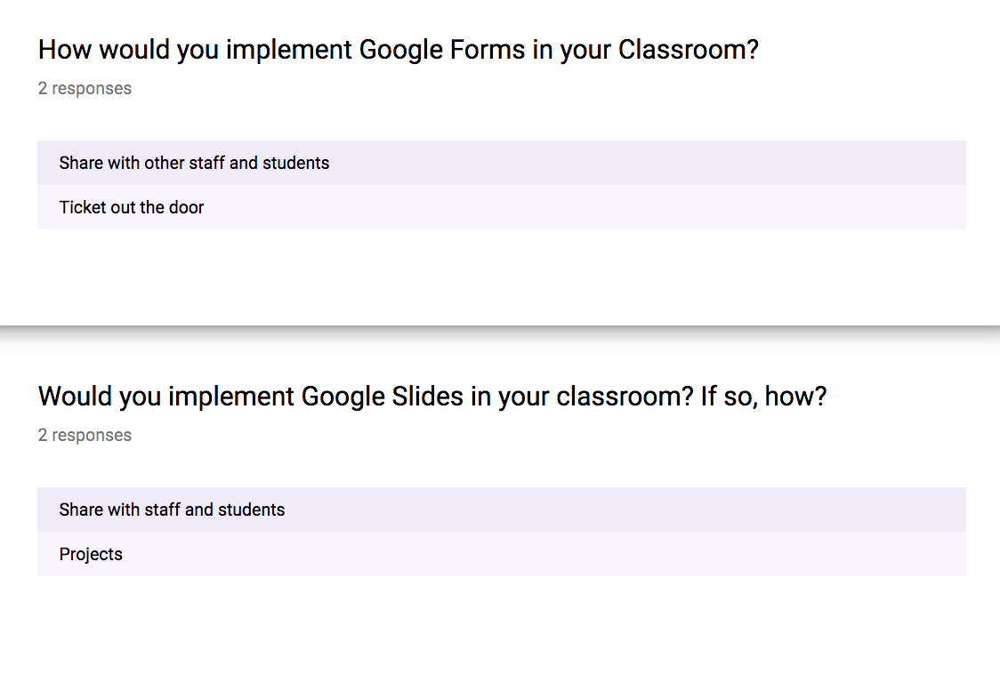 How would you implement Google Forms in your Classroom?
2 responses
Share with other staff and students
Ticket out the door
Would you implement Google Slides in your classroom? If so, how?
2 responses
Share with staff and students
Projects